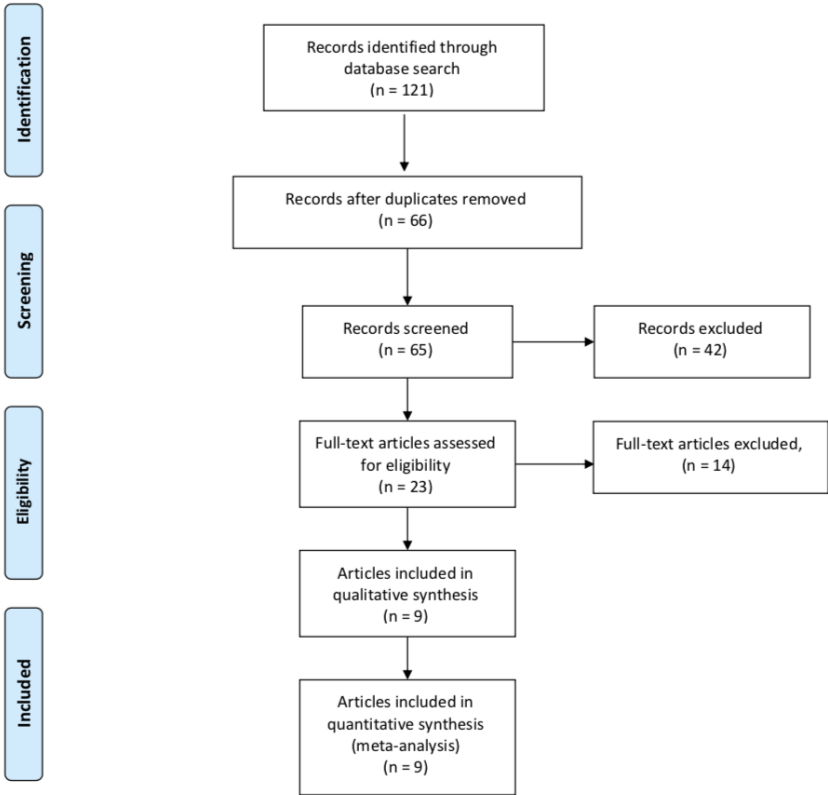 Identification
Records identified through
database search
(n = 121)
Records after duplicates removed
(n = 66)
Screening
Records screened
(n = 65)
Records excluded
(n = 42)
Eligibility
Full-text articles assessed
for eligibility
(n = 23)
Full-text articles excluded,
(n = 14)
Articles included in
qualitative synthesis
(n = 9)
Included
Articles included in
quantitative synthesis
(meta-analysis)
(n = 9)